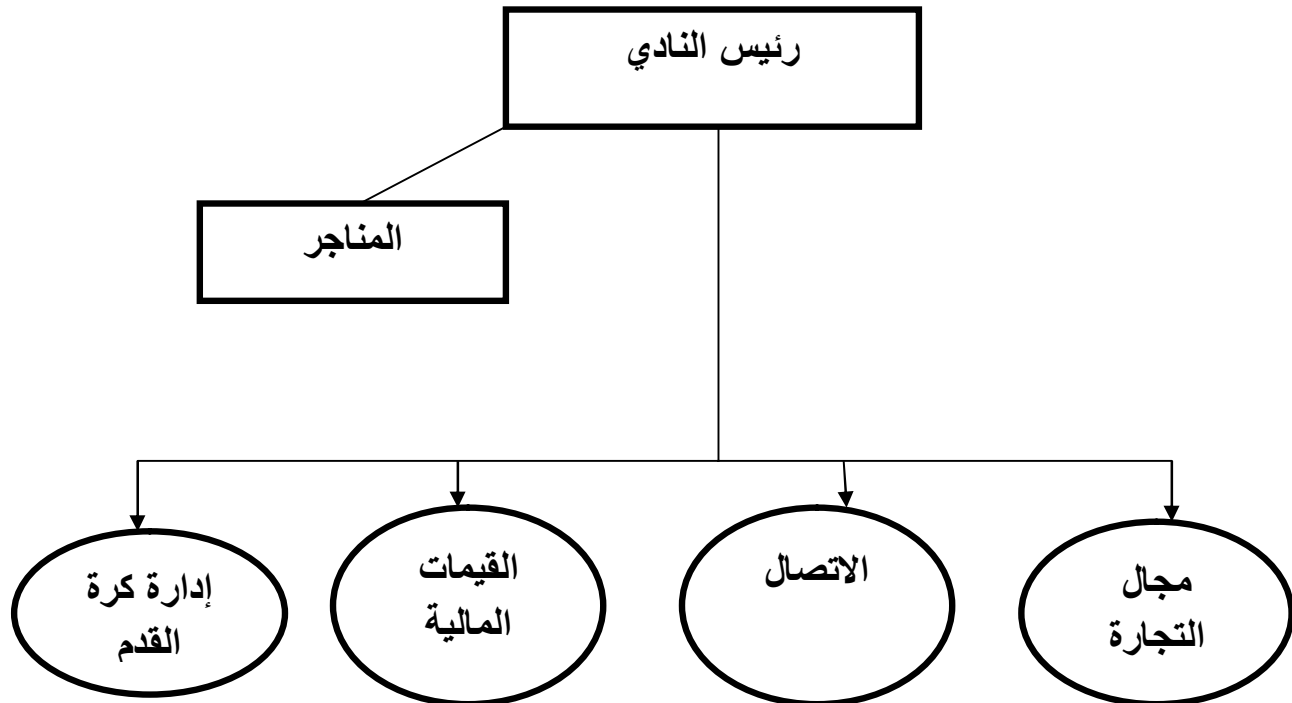 رئيس النادي
المناجر
مجال
التجارة
الاتصال
القيمات
المالية
إدارة كرة
القدم